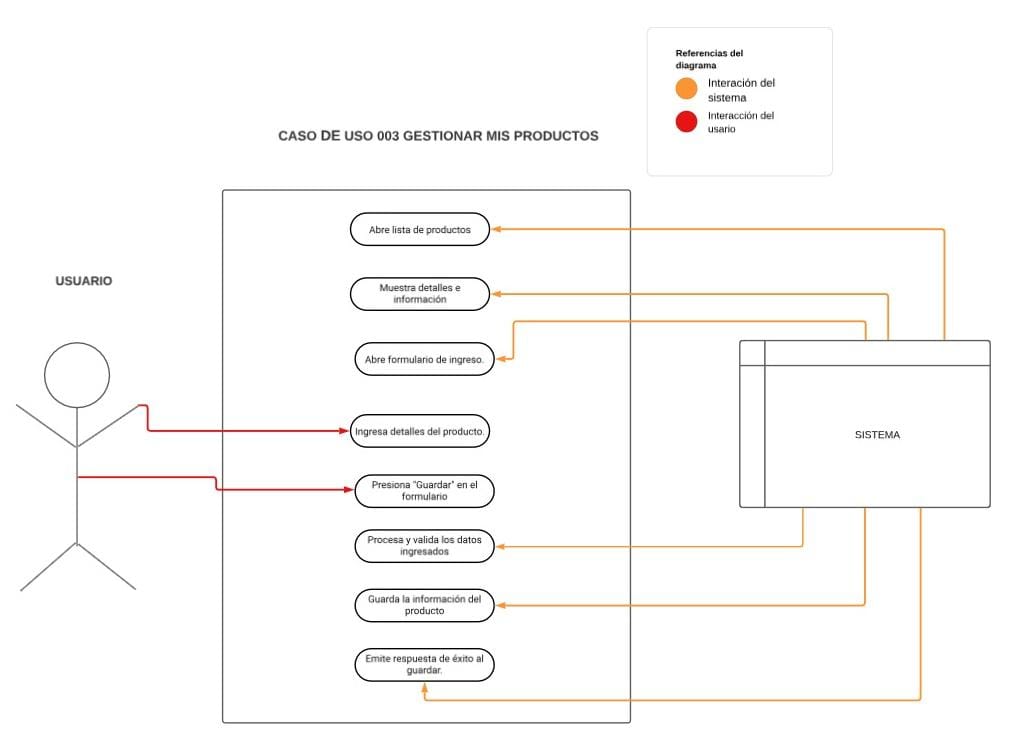 Referencias del
diagrama
Interación del
sistema
Interacción del
usario
CASO DE USO 003 GESTIONAR MIS PRODUCTOS
USUARIO
Abre lista de productos
Muestra detalles e
información
Abre formulario de ingreso.
Ingresa detalles del producto.
Presiona "Guardar" en el
formulario
Procesa y valida los datos
ingresados
Guarda la información del
producto
Emite respuesta de éxito al
guardar.
SISTEMA